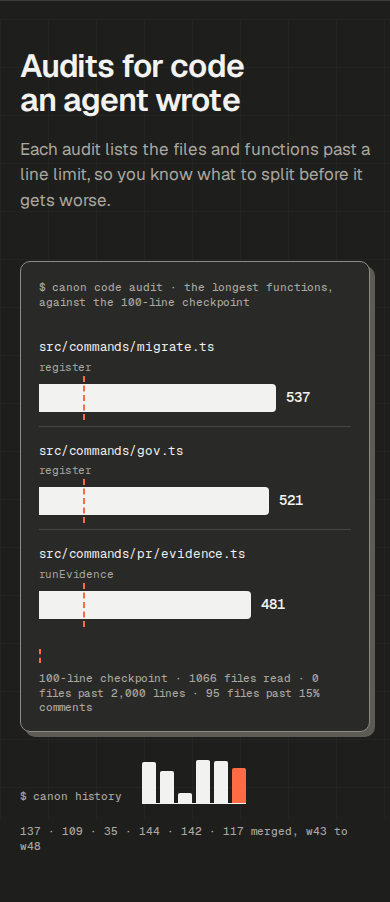 Audits for code
an agent wrote
Each audit lists the files and functions past a
line limit, so you know what to split before it
gets worse.
$ canon code audit · the longest functions,
against the 100-line checkpoint
src/commands/migrate.ts
register
537
src/commands/gov.ts
register
521
src/commands/pr/evidence.ts
runEvidence
481
100-line checkpoint · 1066 files read · 0
files past 2,000 lines · 95 files past 15%
comments
$ canon history
137 · 109 · 35 · 144 · 142 · 117 merged, w43 to
w48